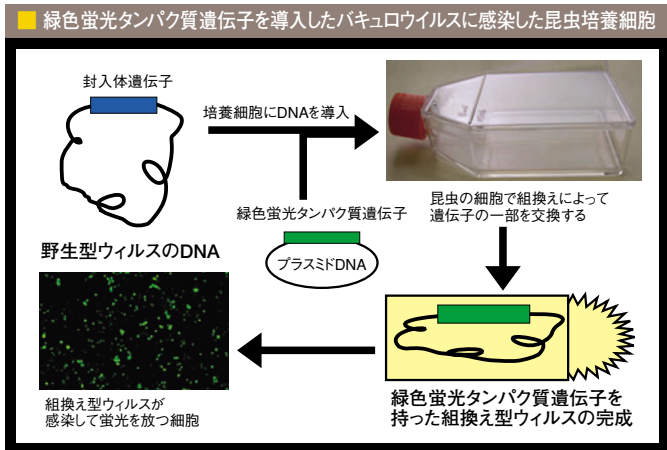 緑色蛍光タンパク質遺伝子を導入したバキュロウイルスに感染した昆虫培養細胞
封入体遺伝子
培養細胞にDNAを導入
緑色蛍光タンパク質遺伝子
プラスミドDNA
野生型ウィルスのDNA
昆虫の細胞で組換えによって
遺伝子の一部を交換する
緑色蛍光タンパク質遺伝子を
持った組換え型ウィルスの完成
組換え型ウィルスが
感染して蛍光を放つ細胞